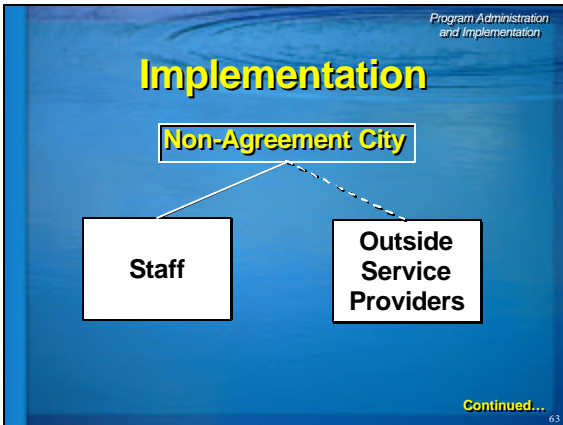 Program Administration
and Implementation
Implementation
Non-Agreement City
Staff
Outside
Service
Providers
Continued...
63